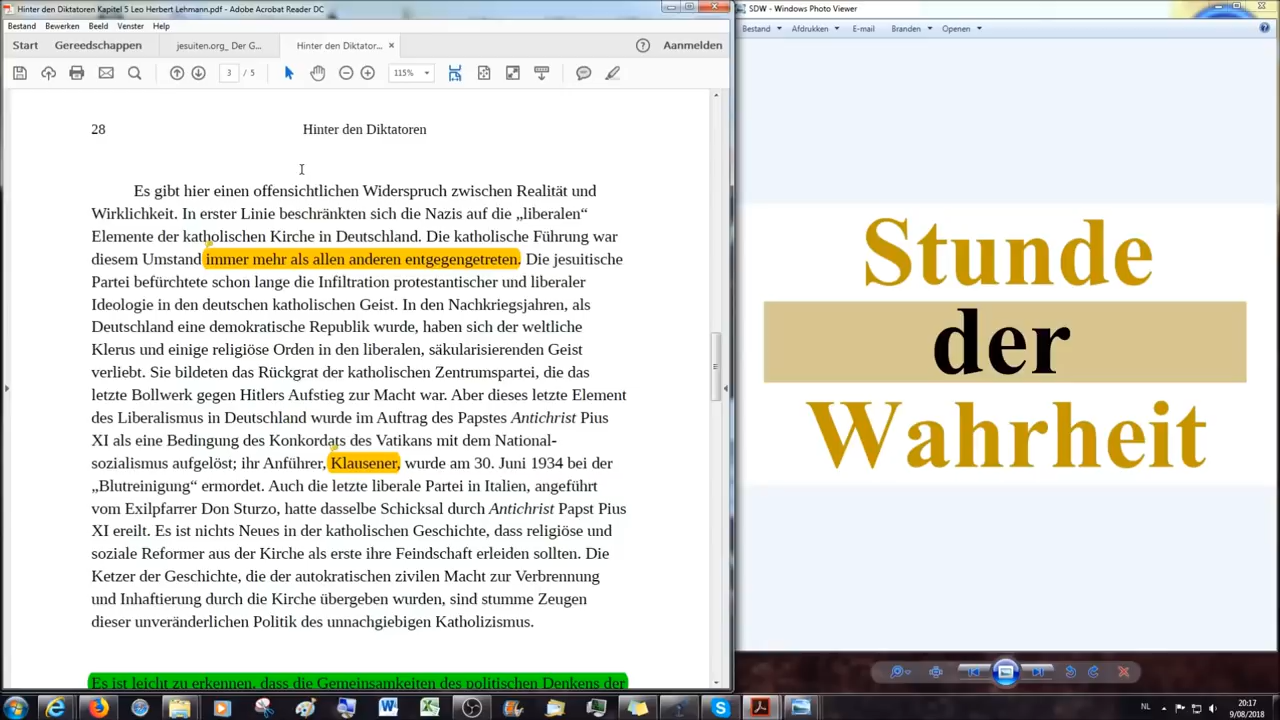 Hinter den Diktatoren Kapitel 5 Leo Herbert Lehmann.pdf - Adobe Acrobat Reader DC
Bestand Bewerken Beeld Venster Help
Start Gereedschappen jesuiten.org_ Der G... Hinter den Diktator... × Anmelden
3 / 5 115%
28 Hinter den Diktatoren
Es gibt hier einen offensichtlichen Widerspruch zwischen Realität und
Wirklichkeit. In erster Linie beschränkten sich die Nazis auf die „liberalen“
Elemente der katholischen Kirche in Deutschland. Die katholische Führung war
diesem Umstand immer mehr als allen anderen entgegengetreten. Die jesuitische
Partei befürchtete schon lange die Infiltration protestantischer und liberaler
Ideologie in den deutschen katholischen Geist. In den Nachkriegsjahren, als
Deutschland eine demokratische Republik wurde, haben sich der weltliche
Klerus und einige religiöse Orden in den liberalen, säkularisierenden Geist
verliebt. Sie bildeten das Rückgrat der katholischen Zentrumspartei, die das
letzte Bollwerk gegen Hitlers Aufstieg zur Macht war. Aber dieses letzte Element
des Liberalismus in Deutschland wurde im Auftrag des Papstes Antichrist Pius
XI als eine Bedingung des Konkordats des Vatikans mit dem National-
sozialismus aufgelöst; ihr Anführer, Klausener, wurde am 30. Juni 1934 bei der
„Blutreinigung“ ermordet. Auch die letzte liberale Partei in Italien, angeführt
vom Exilpfarrer Don Sturzo, hatte dasselbe Schicksal durch Antichrist Papst Pius
XI ereilt. Es ist nichts Neues in der katholischen Geschichte, dass religiöse und
soziale Reformer aus der Kirche als erste ihre Feindschaft erleiden sollten. Die
Ketzer der Geschichte, die der autokratischen zivilen Macht zur Verbrennung
und Inhaftierung durch die Kirche übergeben wurden, sind stumme Zeugen
dieser unveränderlichen Politik des unnachgiebigen Katholizismus.
Es ist leicht zu erkennen, dass die Gemeinsamkeiten des politischen Denkens der
SDW - Windows Photo Viewer
Bestand Afdrukken E-mail Branden Openen
Stunde
der
Wahrheit
NL 20:17
9/08/2018